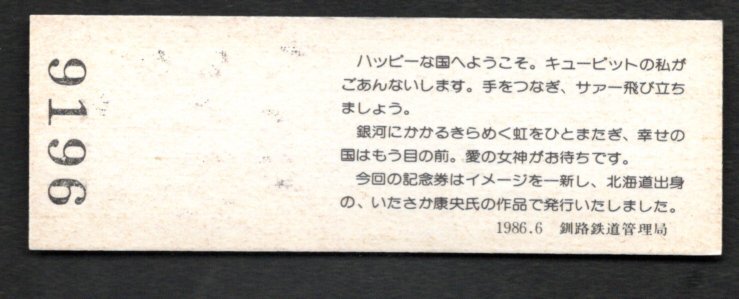 9196
ハッピーな国へようこそ。キューピットの私が
ごあんないします。手をつなぎ、サァー飛び立ち
ましょう。
銀河にかかるきらめく虹をひとまたぎ、幸せの
国はもう目の前。愛の女神がお待ちです。
今回の記念券はイメージを一新し、北海道出身
の、いたさか康央氏の作品で発行いたしました。
1986.6 釧路鉄道管理局